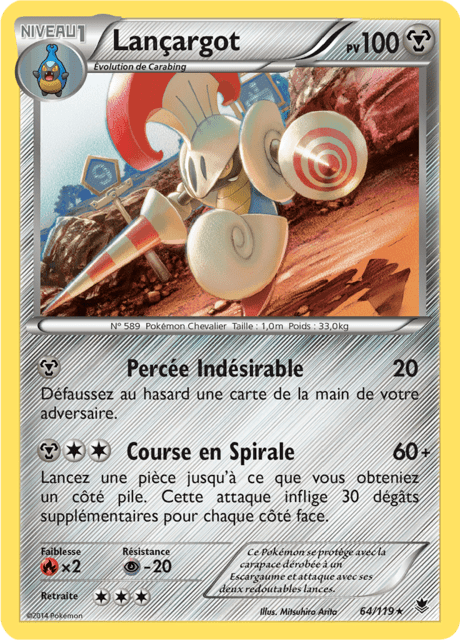 NIVEAU 1
Lançargot
PV 100
Évolution de Carabing
N° 589 Pokémon Chevalier Taille : 1,0m Poids : 33,0kg
Percée Indésirable 20
Défaussez au hasard une carte de la main de votre
adversaire.
Course en Spirale 60+
Lancez une pièce jusqu'à ce que vous obteniez
un côté pile. Cette attaque inflige 30 dégâts
supplémentaires pour chaque côté face.
Faiblesse
×2
Résistance
-20
Retraite
Ce Pokémon se protège avec la
carapace dérobée à un
Escargaume et attaque avec ses
deux redoutables lances.
©2014 Pokémon
Illus. Mitsuhiro Arita
64/119★